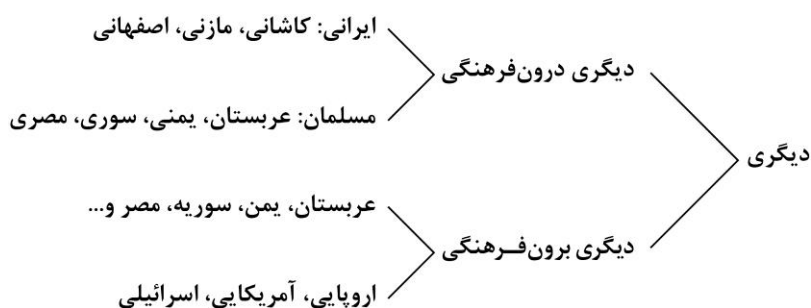 ایرانی: کاشانی، مازنی، اصفهانی
دیگری درون‌فرهنگی
مسلمان: عربستان، یمنی، سوری، مصری
دیگری
عربستان، یمن، سوریه، مصر و...
دیگری برون‌فرهنگی
اروپایی، آمریکایی، اسرائیلی